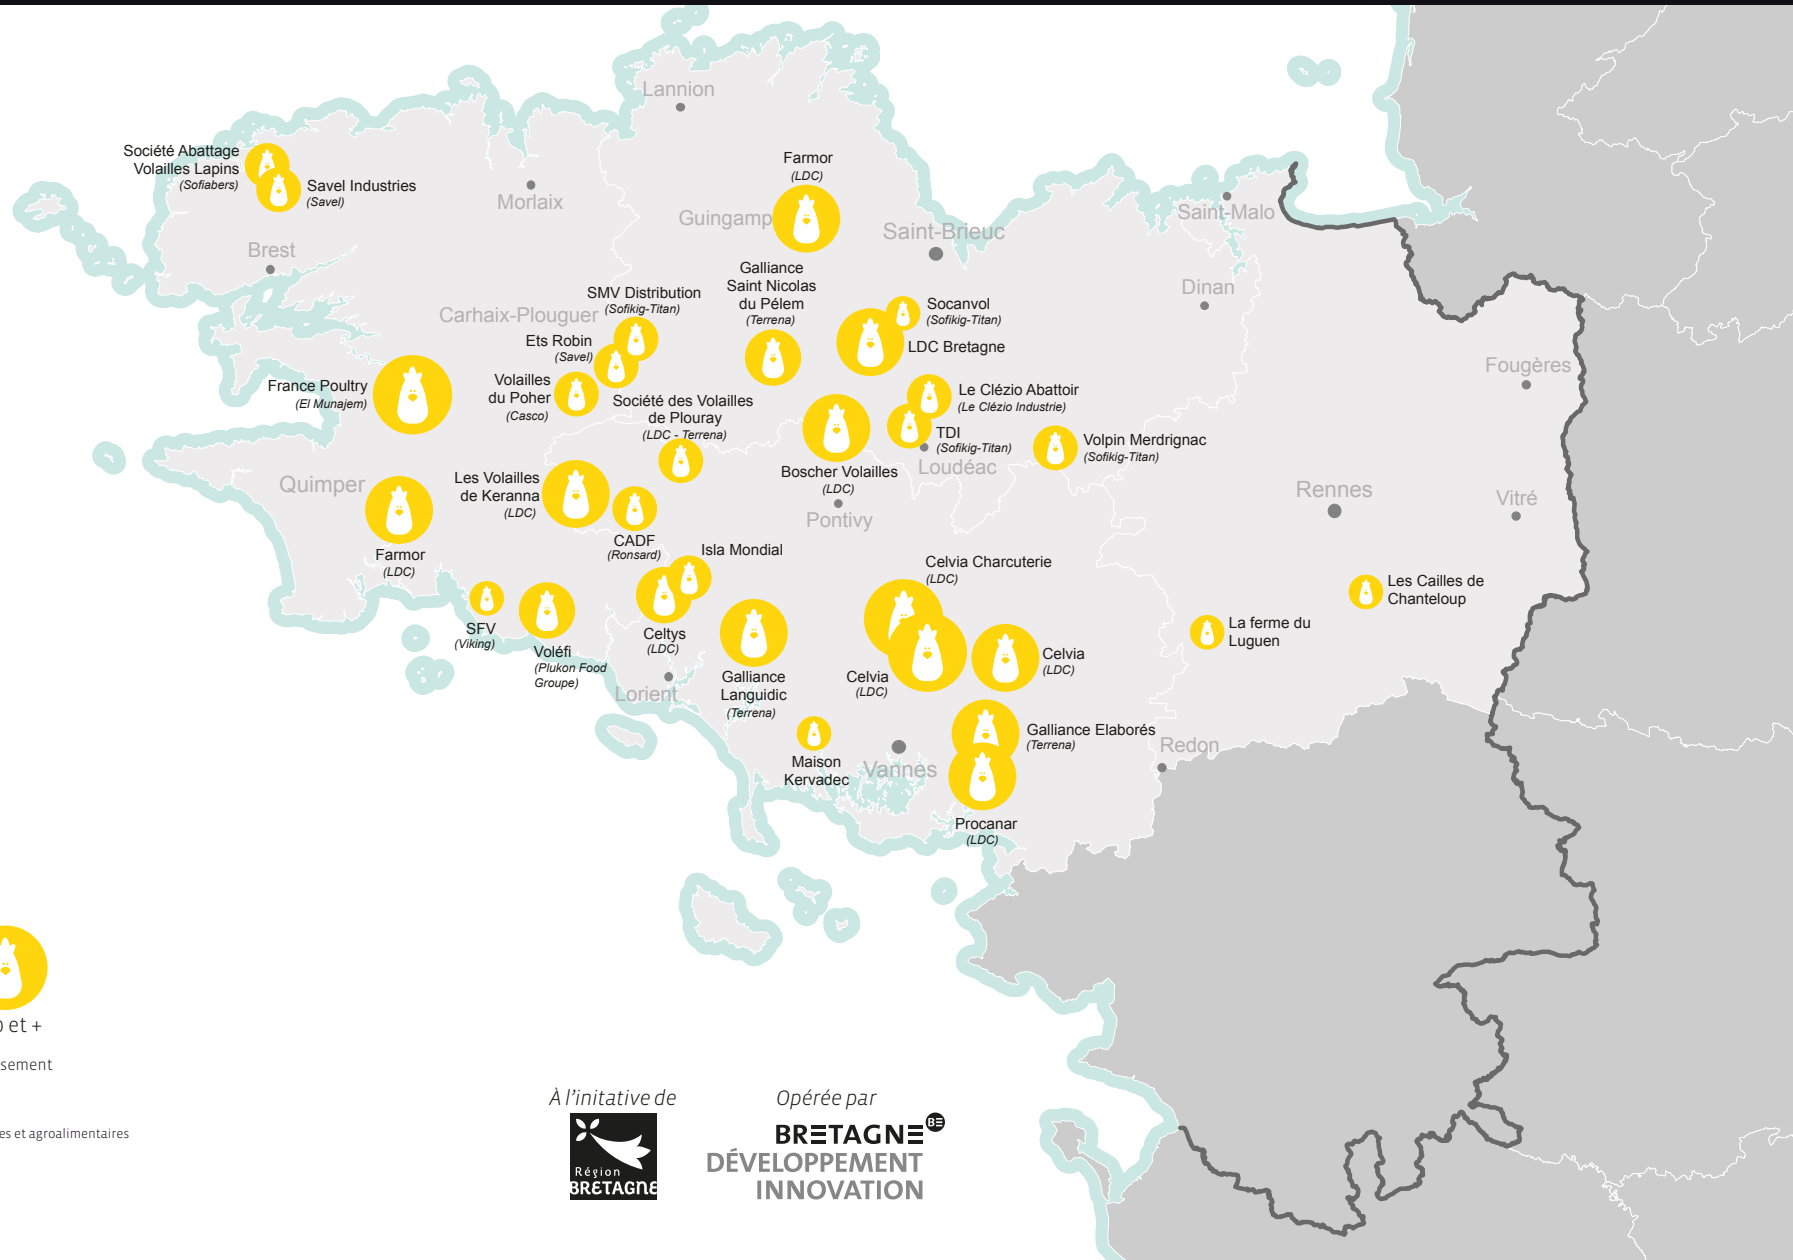 Lannion
Société Abattage
Volailles Lapins
(Sofiabers)
Savel Industries
(Savel)
Morlaix
Brest
Farmor
(LDC)
Guingamp
Saint-Brieuc
Saint-Malo
Dinan
Galliance
Saint Nicolas
du Pélem
(Terrena)
SMV Distribution
(Sofikig-Titan)
Carhaix-Plouguer
Ets Robin
(Savel)
Socanvol
(Sofikig-Titan)
LDC Bretagne
Fougères
France Poultry
(El Munajem)
Volailles
du Poher
(Casco)
Société des Volailles
de Plouray
(LDC - Terrena)
Le Clézio Abattoir
(Le Clézio Industrie)
TDI
(Sofikig-Titan)
Loudéac
Volpin Merdrignac
(Sofikig-Titan)
Boscher Volailles
(LDC)
Pontivy
Quimper
Les Volailles
de Keranna
(LDC)
Rennes
Vitré
Farmor
(LDC)
CADF
(Ronsard)
Isla Mondial
Celvia Charcuterie
(LDC)
Les Cailles de
Chanteloup
SFV
(Viking)
Voléfi
(Plukon Food
Groupe)
Celtys
(LDC)
Lorient
Galliance
Languidic
(Terrena)
Celvia
(LDC)
Celvia
(LDC)
La ferme du
Luguen
Galliance Elaborés
(Terrena)
Redon
Maison
Kervadec
Vannes
Procanar
(LDC)
et +
sement
es et agroalimentaires
À l'initative de
Région
BRETAGNE
Opérée par
BRETAGNE BE
DÉVELOPPEMENT
INNOVATION